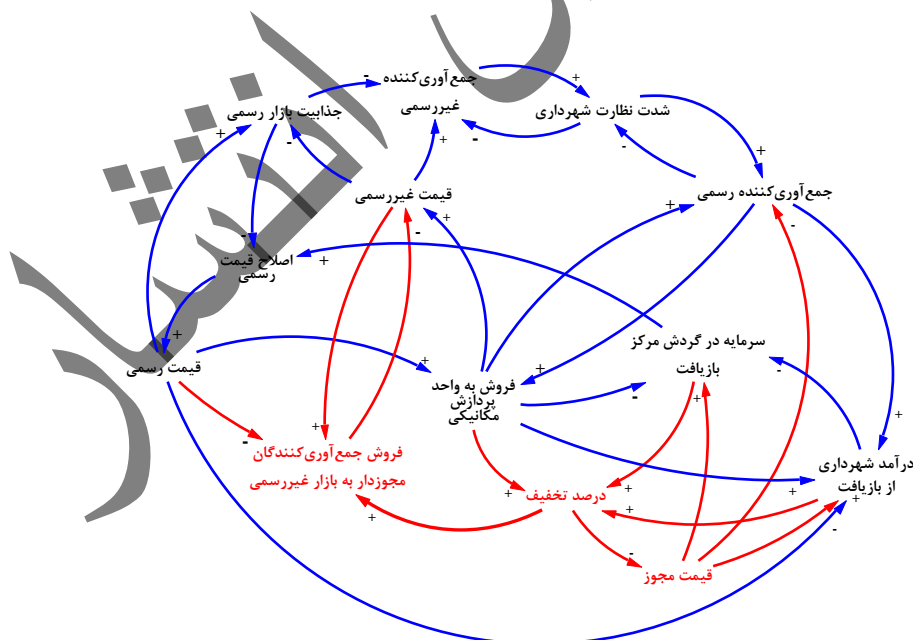 جمع‌آوری‌کننده
غیررسمی
جذابیت بازار رسمی
شدت نظارت شهرداری
قیمت غیررسمی
جمع‌آوری‌کننده رسمی
اصلاح قیمت
رسمی
سرمایه در گردش مرکز
بازیافت
قیمت رسمی
فروش به واحد
پردازش
مکانیکی
فروش جمع‌آوری‌کنندگان
مجوزدار به بازار غیررسمی
درآمد شهرداری
از بازیافت
درصد تخفیف
قیمت مجوز